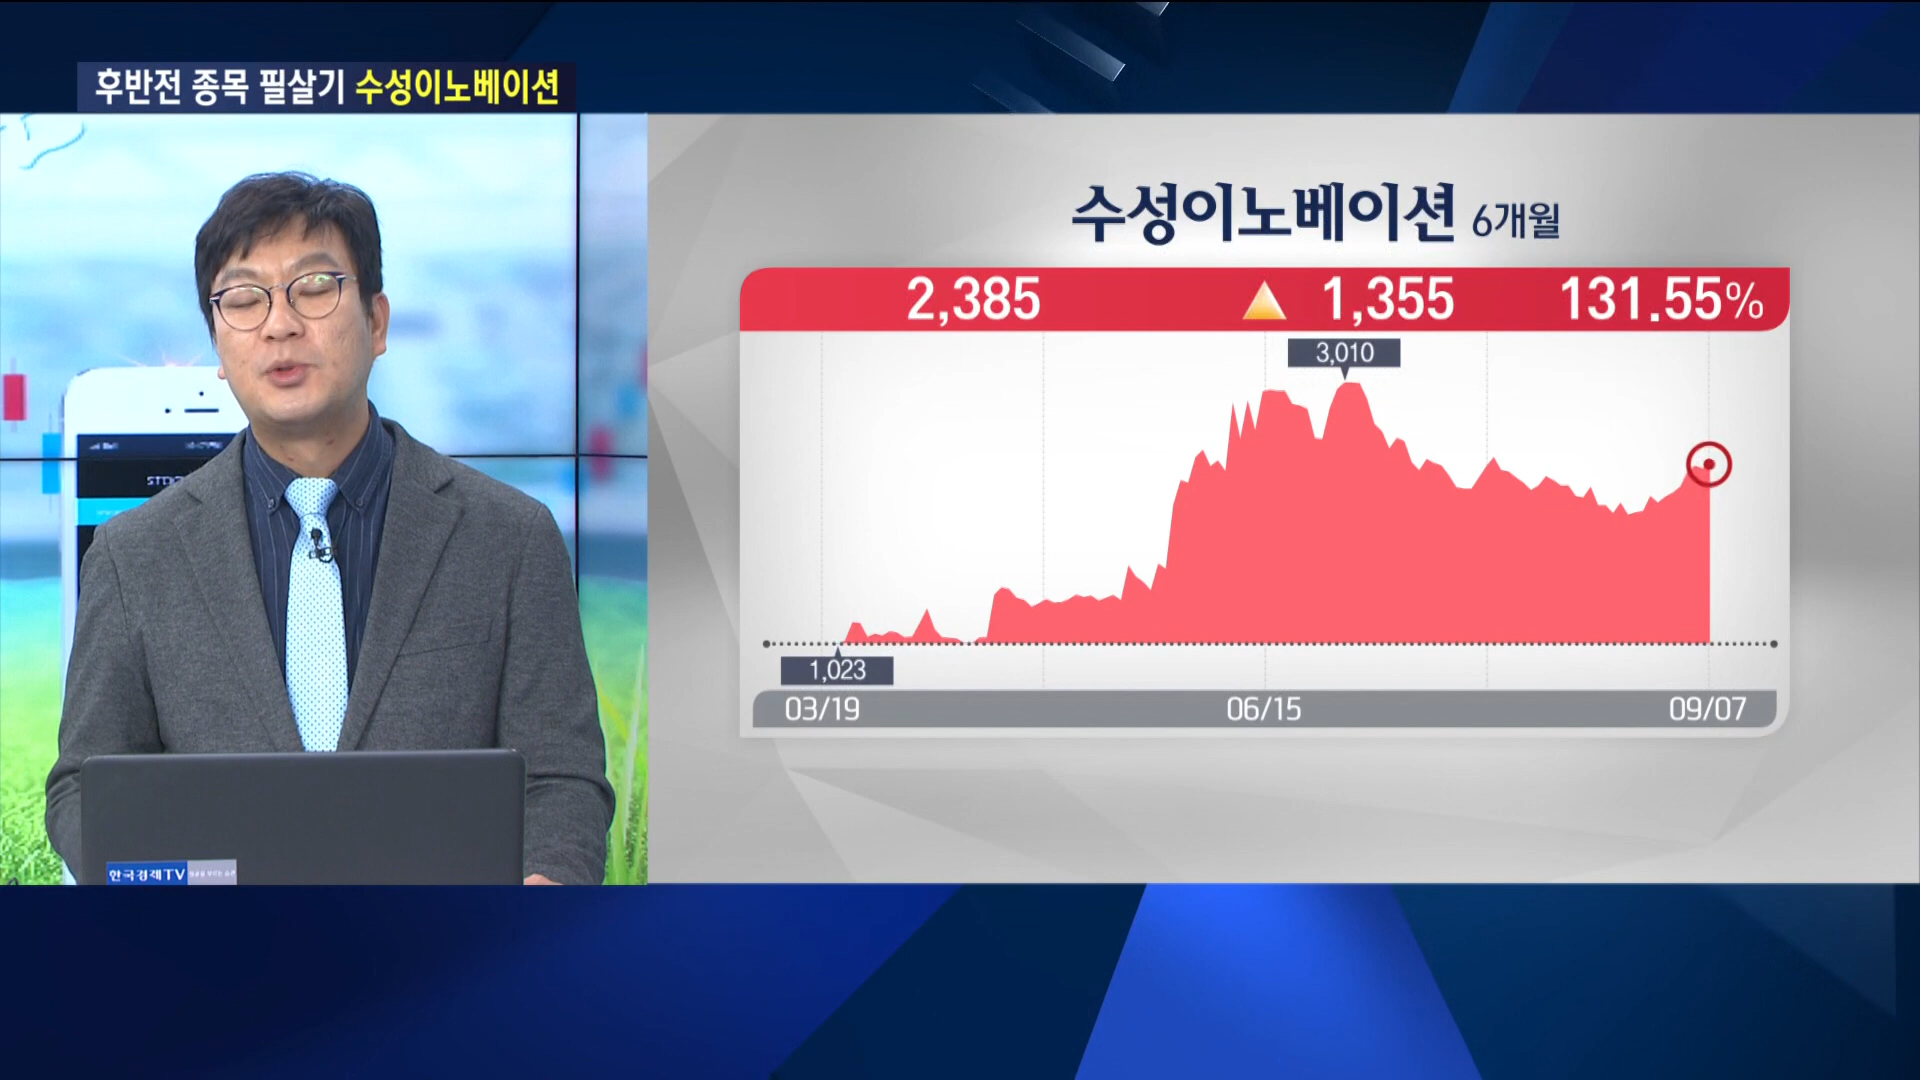 후반전 종목 필살기 수성이노베이션
수성이노베이션 6개월
2,385 ▲ 1,355 131.55%
3,010
1,023
03/19 06/15 09/07
한국경제TV